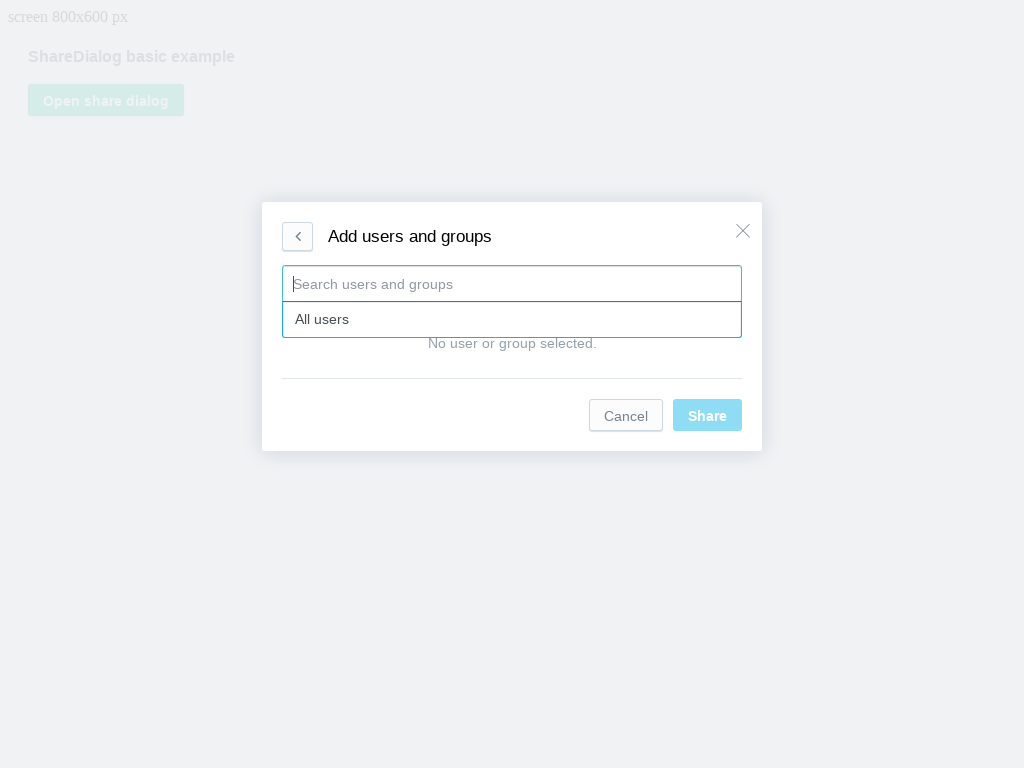 screen 800x600 px
ShareDialog basic example
Open share dialog
Add users and groups
Search users and groups
All users
No user or group selected.
Cancel
Share